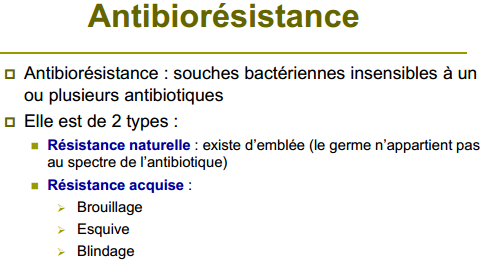 Antibiorésistance
Antibiorésistance : souches bactériennes insensibles à un
ou plusieurs antibiotiques
Elle est de 2 types :
Résistance naturelle : existe d'emblée (le germe n'appartient pas
au spectre de l'antibiotique)
Résistance acquise :
Brouillage
Esquive
Blindage